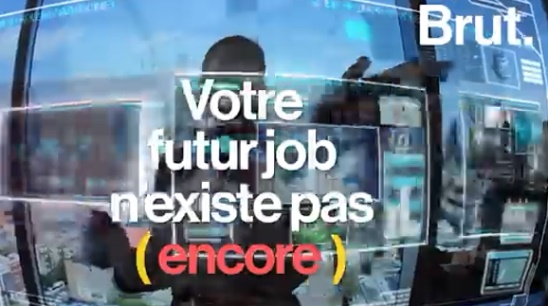 Brut.
Votre
futur job
n'existe pas
( encore )